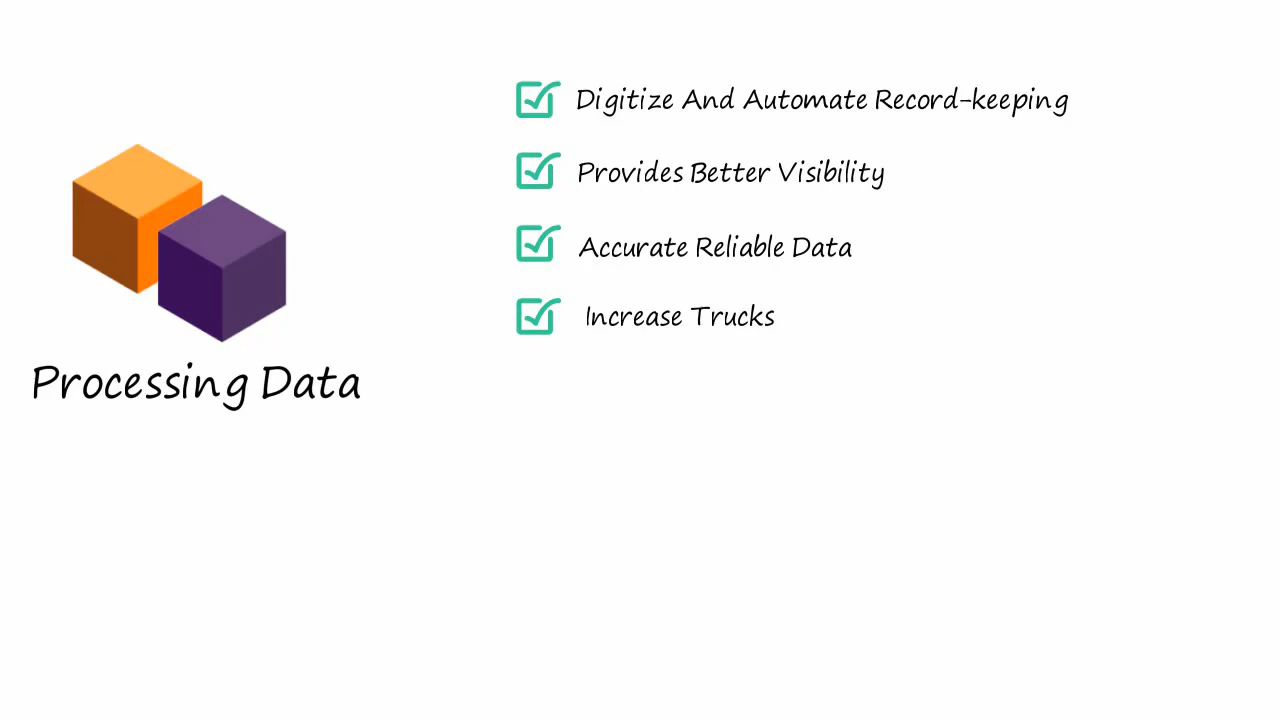 Digitize And Automate Record-keeping
Provides Better Visibility
Accurate Reliable Data
Increase Trucks
Processing Data